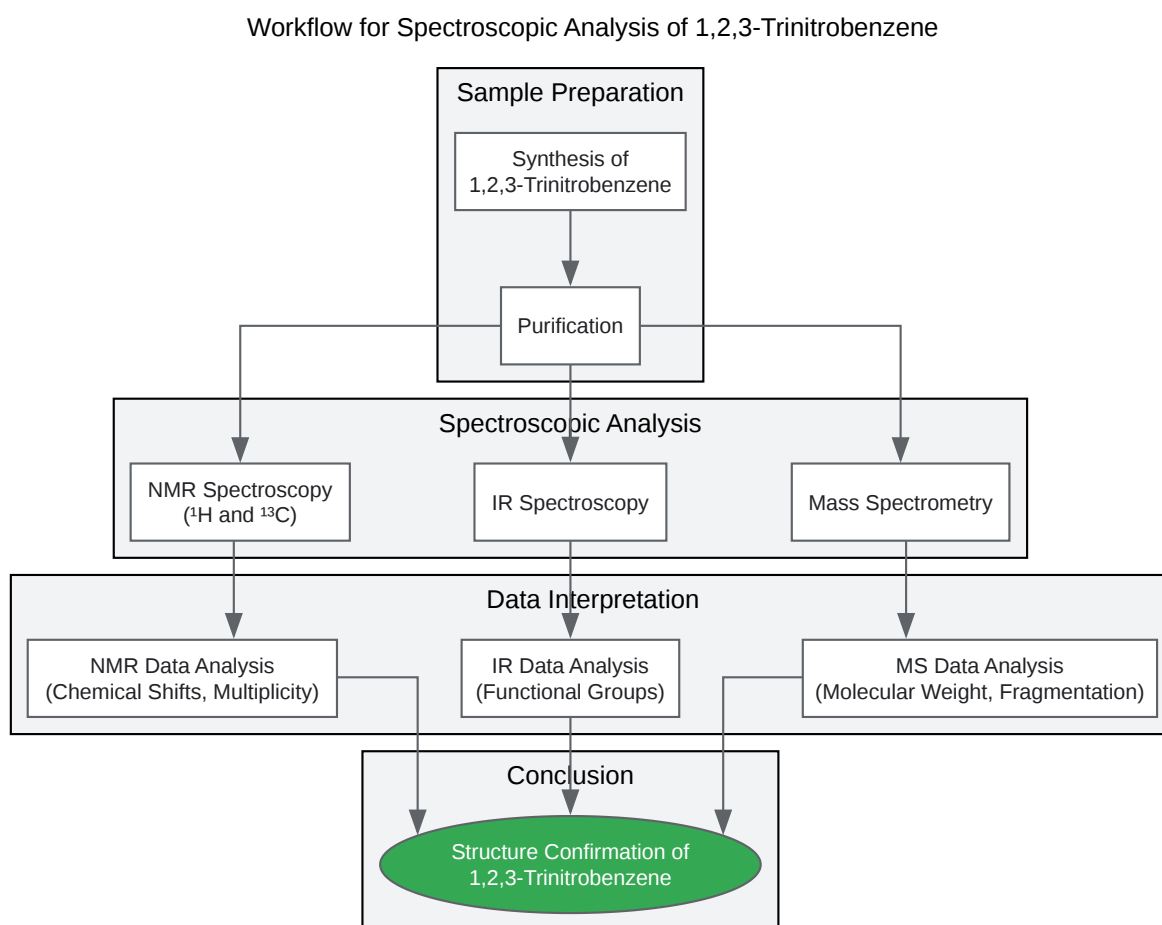 Workflow for Spectroscopic Analysis of 1,2,3-Trinitrobenzene
Sample Preparation
Synthesis of
1,2,3-Trinitrobenzene
Purification
Spectroscopic Analysis
NMR Spectroscopy
(¹H and ¹³C)
IR Spectroscopy
Mass Spectrometry
Data Interpretation
NMR Data Analysis
(Chemical Shifts, Multiplicity)
IR Data Analysis
(Functional Groups)
MS Data Analysis
(Molecular Weight, Fragmentation)
Conclusion
Structure Confirmation of
1,2,3-Trinitrobenzene